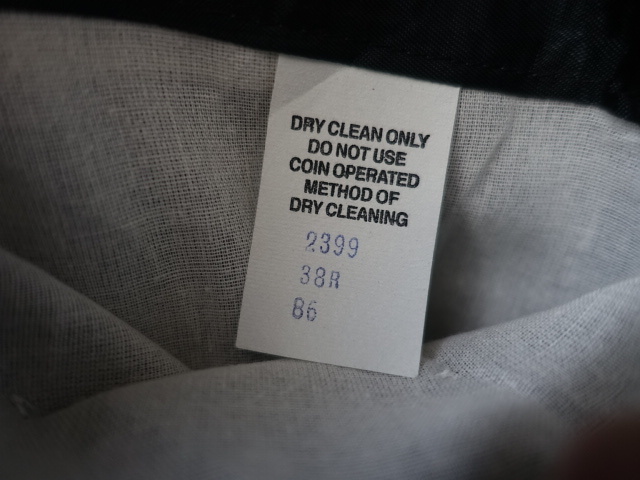 DRY CLEAN ONLY
DO NOT USE
COIN OPERATED
METHOD OF
DRY CLEANING
2399
38R
86